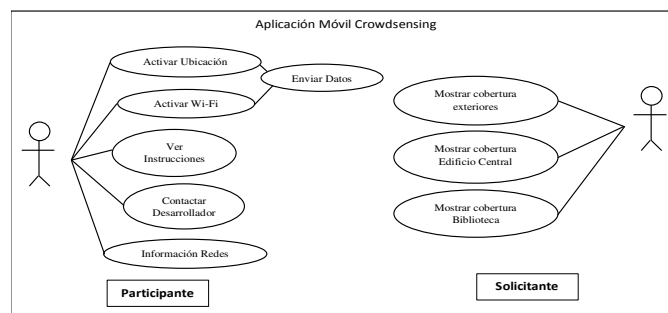 Aplicación Móvil Crowdsensing
Activar Ubicación
Enviar Datos
Activar Wi-Fi
Ver
Instrucciones
Contactar
Desarrollador
Información Redes
Participante
Mostrar cobertura
exteriores
Mostrar cobertura
Edificio Central
Mostrar cobertura
Biblioteca
Solicitante